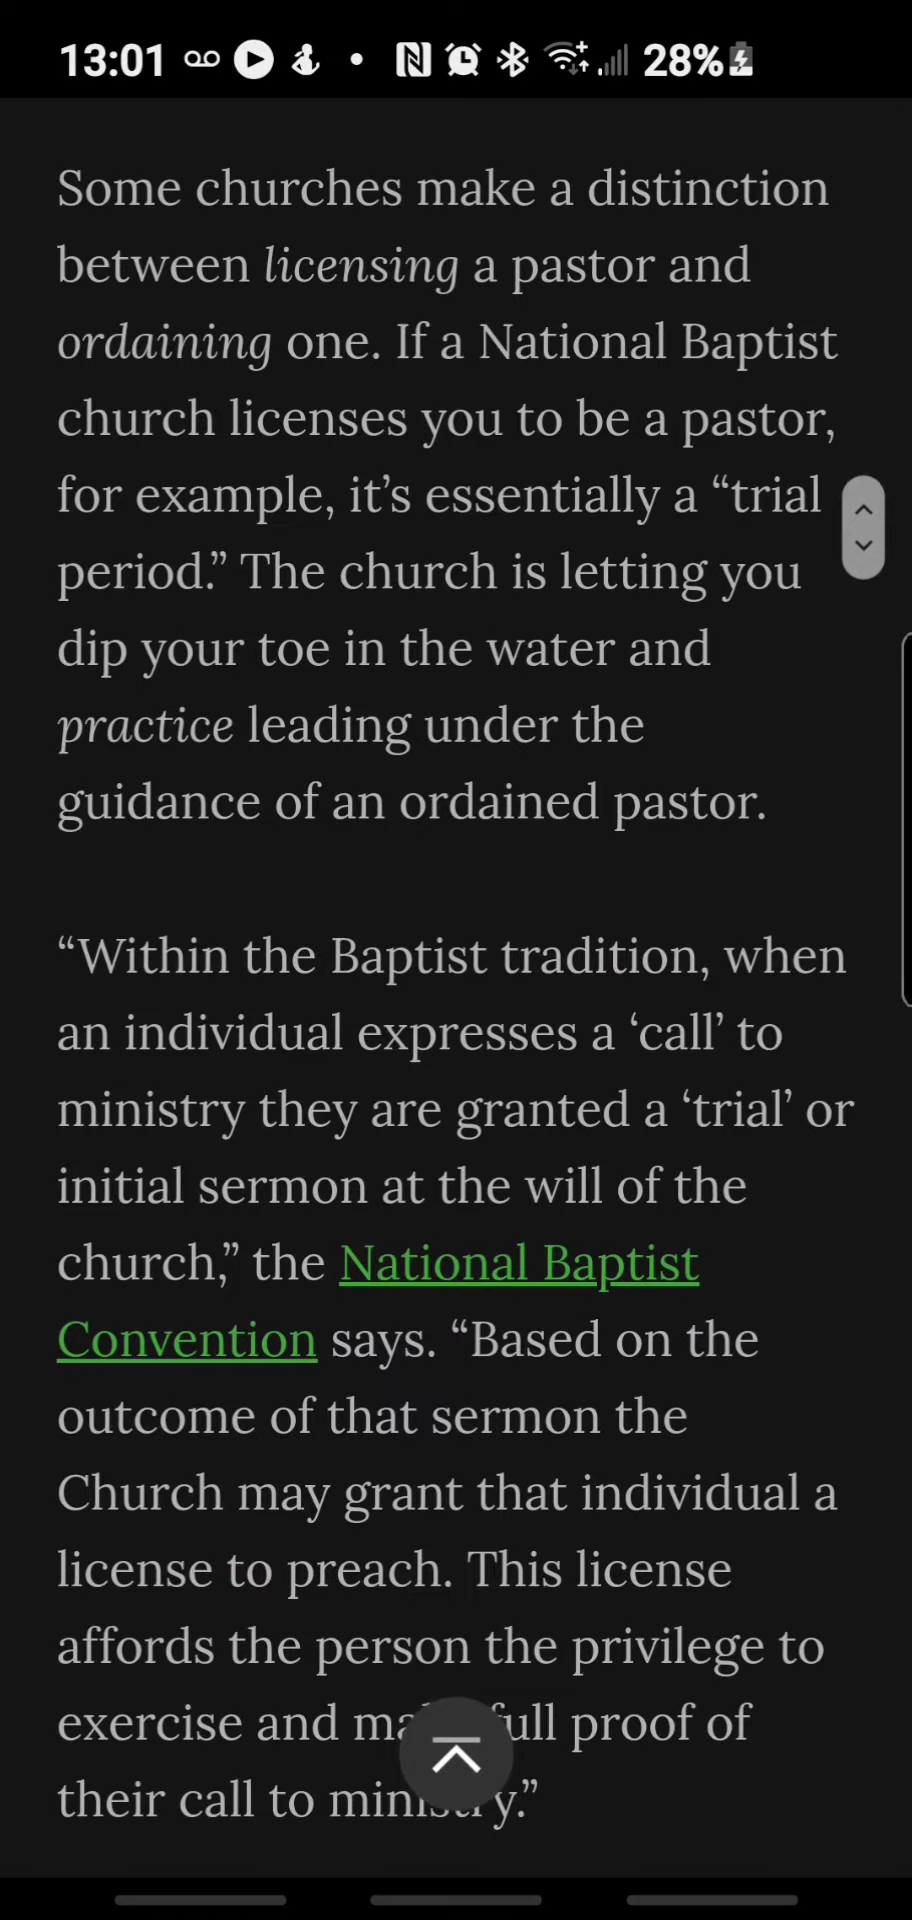 13:01 28%
Some churches make a distinction
between licensing a pastor and
ordaining one. If a National Baptist
church licenses you to be a pastor,
for example, it’s essentially a “trial
period.” The church is letting you
dip your toe in the water and
practice leading under the
guidance of an ordained pastor.
“Within the Baptist tradition, when
an individual expresses a ‘call’ to
ministry they are granted a ‘trial’ or
initial sermon at the will of the
church,” the National Baptist
Convention says. “Based on the
outcome of that sermon the
Church may grant that individual a
license to preach. This license
affords the person the privilege to
exercise and make full proof of
their call to ministry.”